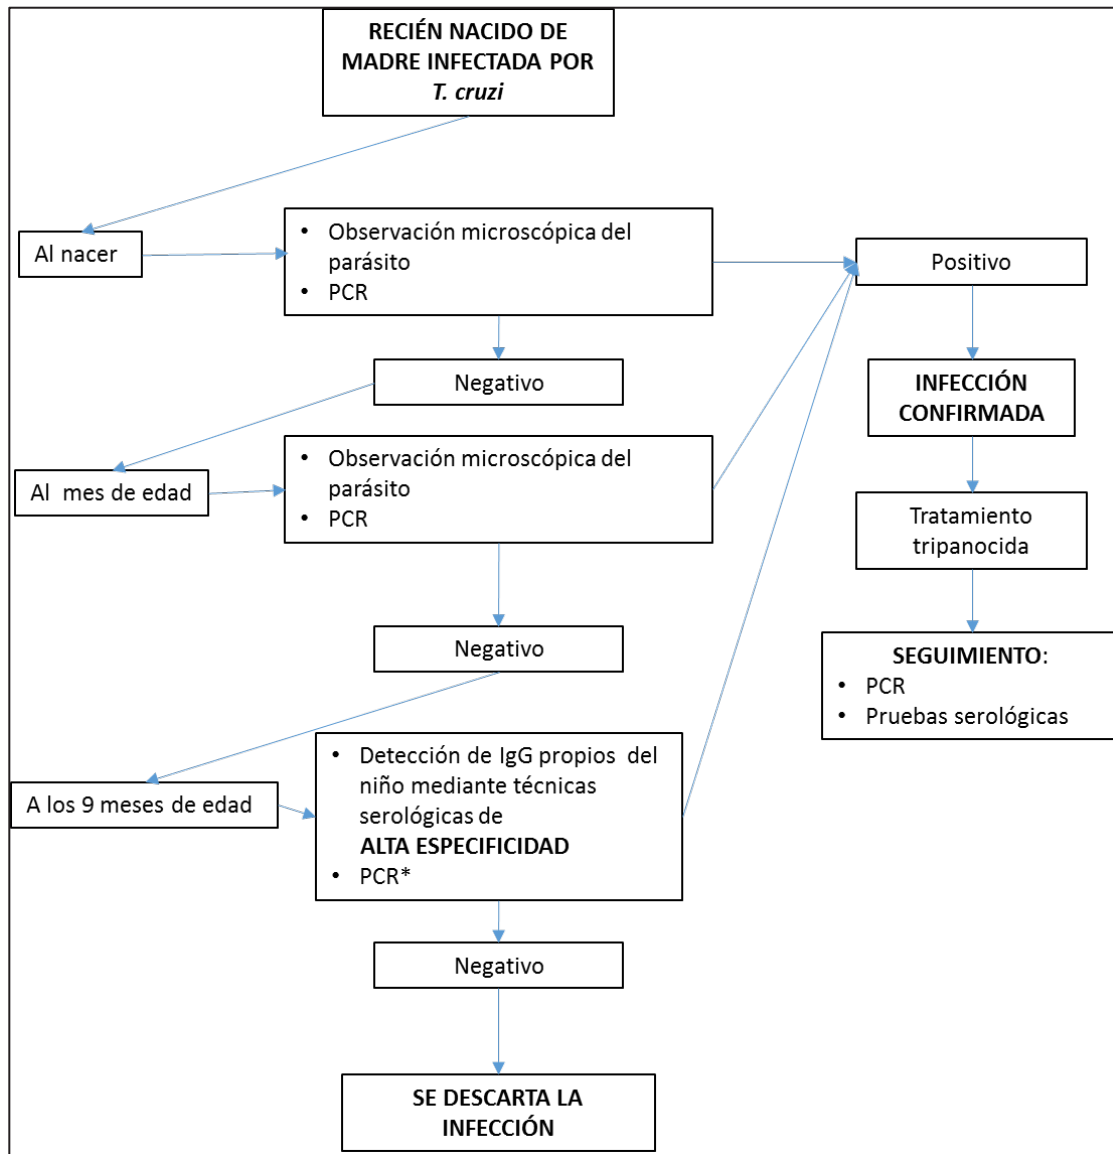 RECIÉN NACIDO DE
MADRE INFECTADA POR
T. cruzi
Al nacer
• Observación microscópica del
parásito
• PCR
Positivo
Negativo
INFECCIÓN
CONFIRMADA
Al mes de edad
• Observación microscópica del
parásito
• PCR
Tratamiento
tripanocida
Negativo
SEGUIMIENTO:
• PCR
• Pruebas serológicas
A los 9 meses de edad
• Detección de IgG propios del
niño mediante técnicas
serológicas de
ALTA ESPECIFICIDAD
• PCR*
Negativo
SE DESCARTA LA
INFECCIÓN